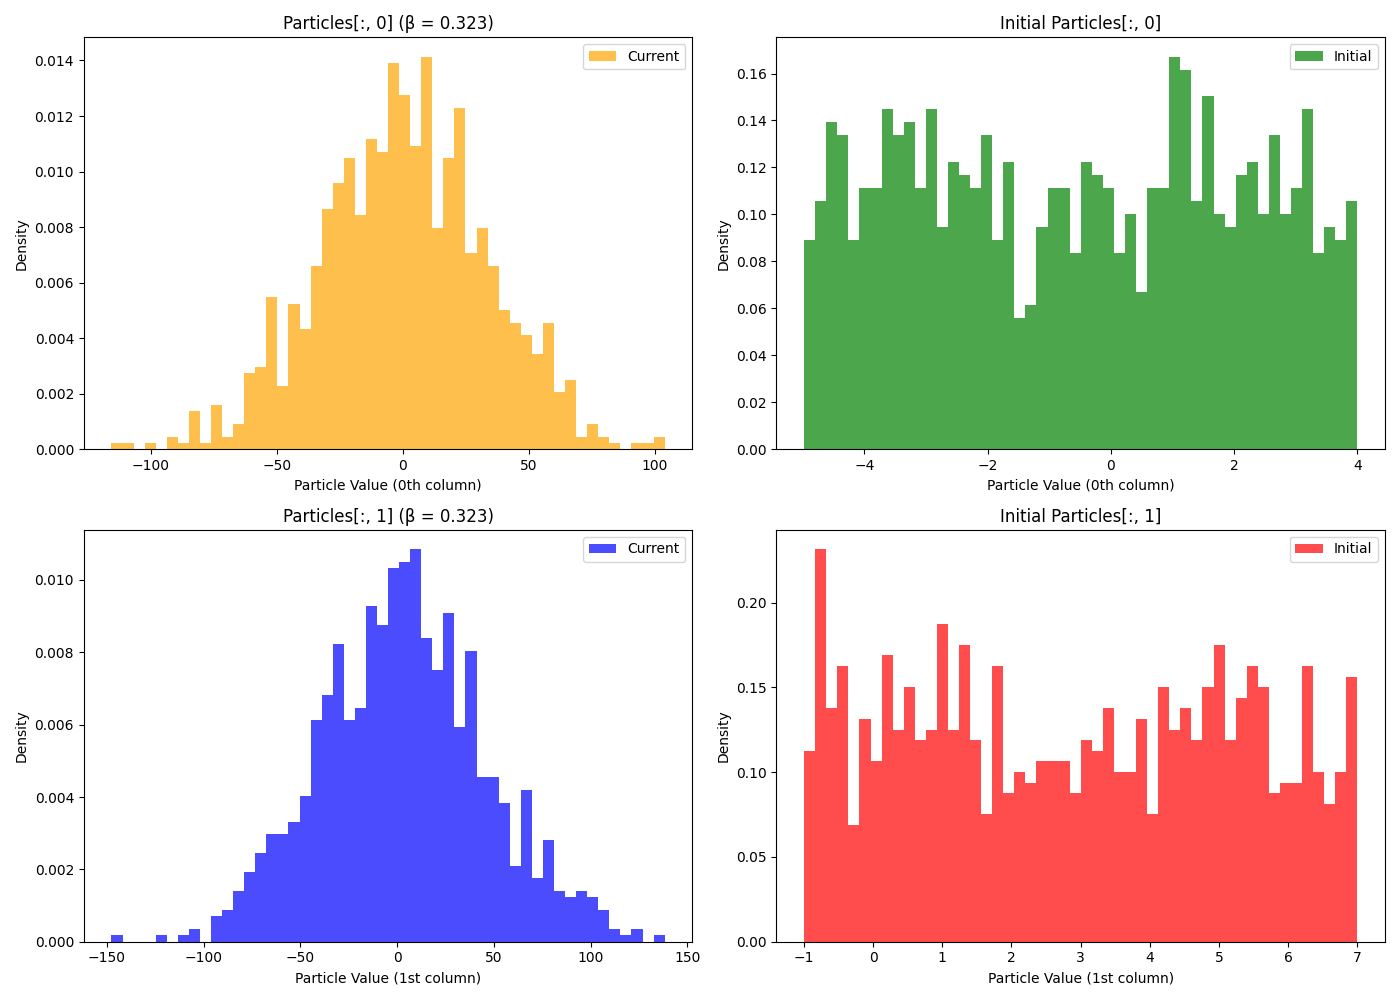 Particles[:, 0] (β = 0.323)
Current
Density
0.014
0.012
0.010
0.008
0.006
0.004
0.002
0.000
−100 −50 0 50 100
Particle Value (0th column)
Initial Particles[:, 0]
Initial
Density
0.16
0.14
0.12
0.10
0.08
0.06
0.04
0.02
0.00
−4 −2 0 2 4
Particle Value (0th column)
Particles[:, 1] (β = 0.323)
Current
Density
0.010
0.008
0.006
0.004
0.002
0.000
−150 −100 −50 0 50 100 150
Particle Value (1st column)
Initial Particles[:, 1]
Initial
Density
0.20
0.15
0.10
0.05
0.00
−1 0 1 2 3 4 5 6 7
Particle Value (1st column)